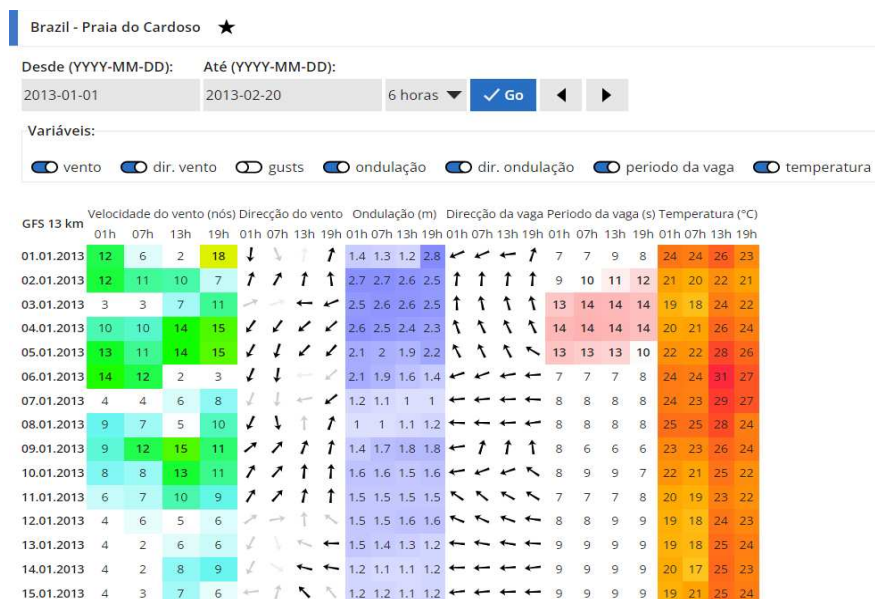 Brazil - Praia do Cardoso ★
Desde (YYYY-MM-DD): Até (YYYY-MM-DD):
2013-01-01 2013-02-20 6 horas Go
Variáveis:
vento dir. vento gusts ondulação dir. ondulação periodo da vaga temperatura
GFS 13 km Velocidade do vento (nós) Direcção do vento Ondulação (m) Direcção da vaga Periodo da vaga (s) Temperatura (°C)
01h 07h 13h 19h 01h 07h 13h 19h 01h 07h 13h 19h 01h 07h 13h 19h 01h 07h 13h 19h 01h 07h 13h 19h
01.01.2013 12 6 2 18 1.4 1.3 1.2 2.8 7 7 9 8 24 24 26 23
02.01.2013 12 11 10 7 2.7 2.7 2.6 2.5 9 10 11 12 21 20 22 21
03.01.2013 3 3 7 11 2.5 2.6 2.6 2.5 13 14 14 14 19 18 24 22
04.01.2013 10 10 14 15 2.6 2.5 2.4 2.3 14 14 14 14 20 21 26 24
05.01.2013 13 11 14 15 2.1 2 1.9 2.2 13 13 13 10 22 22 28 26
06.01.2013 14 12 2 3 2.1 1.9 1.6 1.4 7 7 7 8 24 24 31 27
07.01.2013 4 4 6 8 1.2 1.1 1 1 8 8 8 8 24 23 29 27
08.01.2013 9 7 5 10 1 1 1.1 1.2 8 8 8 8 25 25 28 24
09.01.2013 9 12 15 11 1.4 1.7 1.8 1.8 8 6 6 6 23 23 26 24
10.01.2013 8 8 13 11 1.6 1.6 1.5 1.6 8 9 9 7 22 21 25 22
11.01.2013 6 7 10 9 1.5 1.5 1.5 1.5 7 7 7 8 20 19 23 22
12.01.2013 4 6 5 6 1.5 1.5 1.6 1.6 8 8 9 9 19 18 24 23
13.01.2013 4 2 6 6 1.5 1.4 1.3 1.2 9 9 9 9 19 18 25 24
14.01.2013 4 2 8 9 1.2 1.1 1.1 1.2 9 9 9 9 20 17 25 23
15.01.2013 4 3 7 6 1.2 1.2 1.1 1.2 9 9 9 9 19 21 25 24